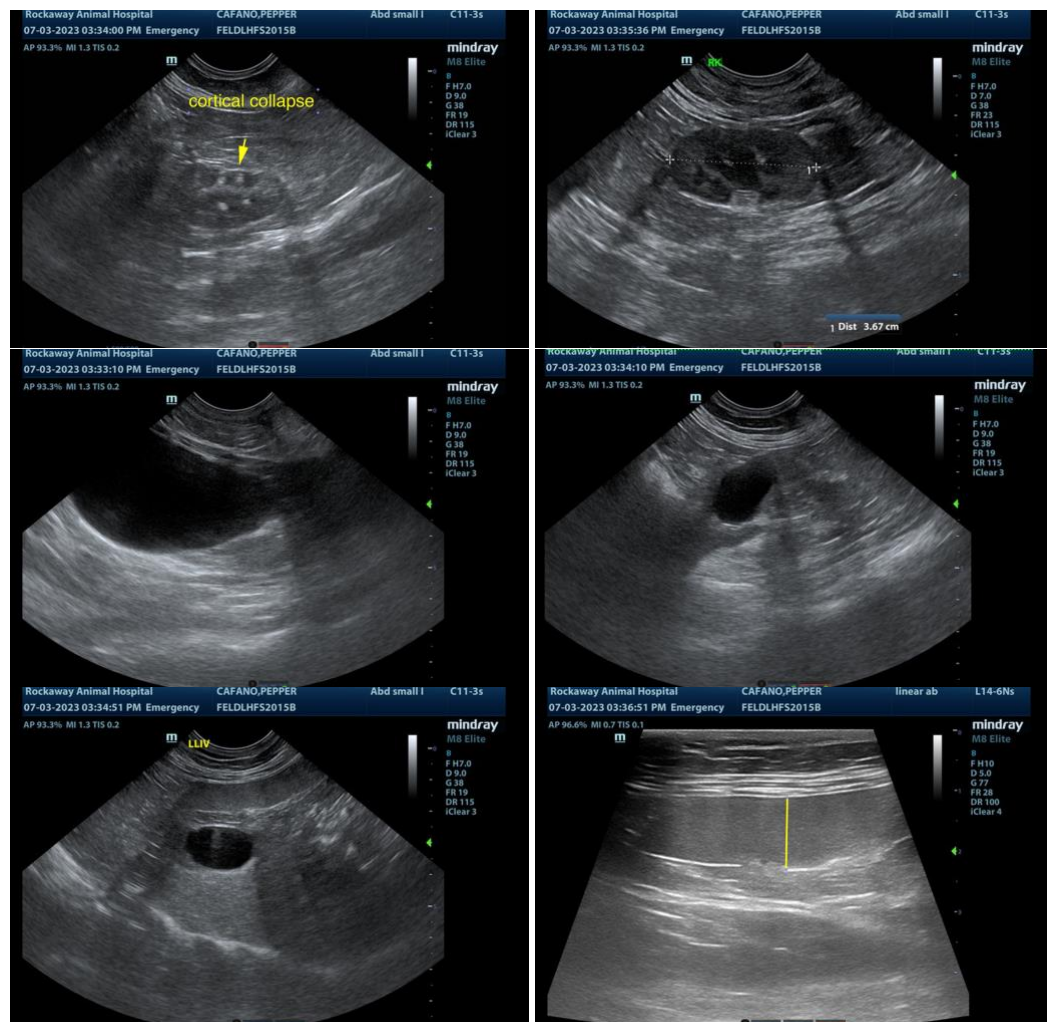 Rockaway Animal Hospital CAFANO,PEPPER Abd small I C11-3s
07-03-2023 03:34:00 PM Emergency FELDLHFS2015B
AP 93.3% MI 1.3 TIS 0.2
mindray
M8 Elite
m
B
F H7.0
D 9.0
G 38
FR 19
DR 115
iClear 3
cortical collapse
Rockaway Animal Hospital CAFANO,PEPPER Abd small I C11-3s
07-03-2023 03:35:36 PM Emergency FELDLHFS2015B
AP 93.3% MI 1.3 TIS 0.2
mindray
M8 Elite
m
RK
B
F H7.0
D 7.0
G 38
FR 23
DR 115
iClear 3
1
1 Dist 3.67 cm
Rockaway Animal Hospital CAFANO,PEPPER Abd small I C11-3s
07-03-2023 03:33:10 PM Emergency FELDLHFS2015B
AP 93.3% MI 1.3 TIS 0.2
mindray
M8 Elite
m
B
F H7.0
D 9.0
G 38
FR 19
DR 115
iClear 3
Rockaway Animal Hospital CAFANO,PEPPER Abd small I C11-3s
07-03-2023 03:34:10 PM Emergency FELDLHFS2015B
AP 93.3% MI 1.3 TIS 0.2
mindray
M8 Elite
m
B
F H7.0
D 9.0
G 38
FR 19
DR 115
iClear 3
Rockaway Animal Hospital CAFANO,PEPPER Abd small I C11-3s
07-03-2023 03:34:51 PM Emergency FELDLHFS2015B
AP 93.3% MI 1.3 TIS 0.2
mindray
M8 Elite
m
LLIV
B
F H7.0
D 9.0
G 38
FR 19
DR 115
iClear 3
Rockaway Animal Hospital CAFANO,PEPPER linear ab L14-6Ns
07-03-2023 03:36:51 PM Emergency FELDLHFS2015B
AP 96.6% MI 0.7 TIS 0.1
mindray
M8 Elite
m
B
F H10
D 5.0
G 77
FR 28
DR 100
iClear 4